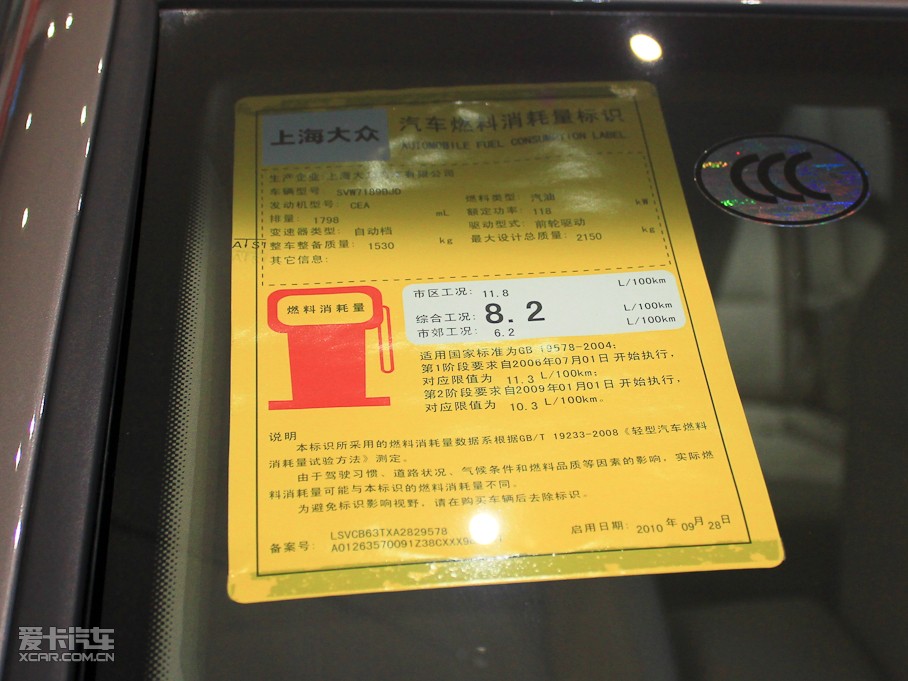 上海大众 汽车燃料消耗量标识
AUTOMOBILE FUEL CONSUMPTION LABEL
生产企业 上海大众 有限公司
车辆型号 燃料类型: 汽油
发动机型号: CEA 额定功率: 118 kW
排量: 1798 mL 驱动型式: 前轮驱动
变速器类型: 自动档 最大设计总质量: 2150 kg
整车整备质量: 1530 kg
其它信息:
燃料消耗量
市区工况: 11.8 L/100km
综合工况: 8.2 L/100km
市郊工况: 6.2 L/100km
适用国家标准为GB 19578-2004:
第1阶段要求自2006年07月01日 开始执行,
对应限值为 11.3 L/100km;
第2阶段要求自2009年01月01日 开始执行,
对应限值为 10.3 L/100km。
说明
本标识所采用的燃料消耗量数据系根据GB/T 19233-2008《轻型汽车燃料
消耗量试验方法》测定。
由于驾驶习惯、道路状况、气候条件和燃料品质等因素的影响,实际燃
料消耗量可能与本标识的燃料消耗量不同。
为避免标识影响视野,请在购买车辆后去除标识。
LSVCB63TXA2829578
备案号: 启用日期: 2010 年 09月 28日
CCC
爱卡汽车
XCAR.COM.CN